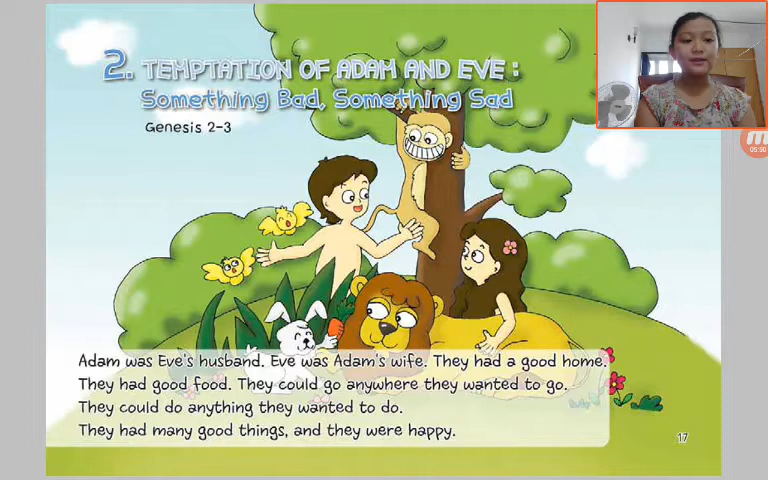 2. TEMPTATION OF ADAM AND EVE :
Something Bad, Something Sad
Genesis 2-3
Adam was Eve's husband. Eve was Adam's wife. They had a good home.
They had good food. They could go anywhere they wanted to go.
They could do anything they wanted to do.
They had many good things, and they were happy.
17
05:50